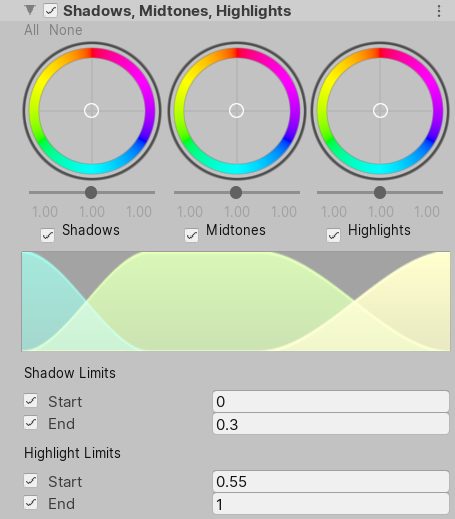 Shadows, Midtones, Highlights
All None
1.00 1.00 1.00 1.00 1.00 1.00 1.00 1.00 1.00
Shadows Midtones Highlights
Shadow Limits
Start 0
End 0.3
Highlight Limits
Start 0.55
End 1